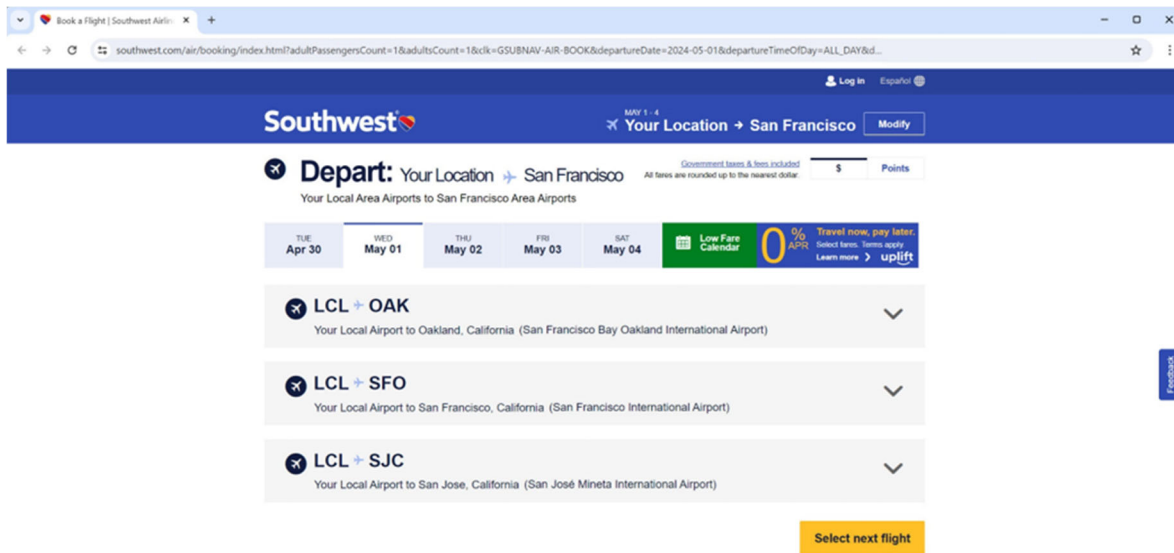 Book a Flight | Southwest Airlin
southwest.com/air/booking/index.html?adultPassengersCount=1&adultsCount=1&clk=GSUBNAV-AIR-BOOK&departureDate=2024-05-01&departureTimeOfDay=ALL_DAY&d...
Log in Español
Southwest
MAY 1 - 4
Your Location → San Francisco Modify
Depart: Your Location San Francisco
Government taxes & fees included
All fares are rounded up to the nearest dollar.
$ Points
Your Local Area Airports to San Francisco Area Airports
TUE
Apr 30
WED
May 01
THU
May 02
FRI
May 03
SAT
May 04
Low Fare
Calendar
0% APR
Travel now, pay later.
Select fares. Terms apply
Learn more > uplift
LCL OAK
Your Local Airport to Oakland, California (San Francisco Bay Oakland International Airport)
LCL SFO
Your Local Airport to San Francisco, California (San Francisco International Airport)
Feedback
LCL SJC
Your Local Airport to San Jose, California (San José Mineta International Airport)
Select next flight